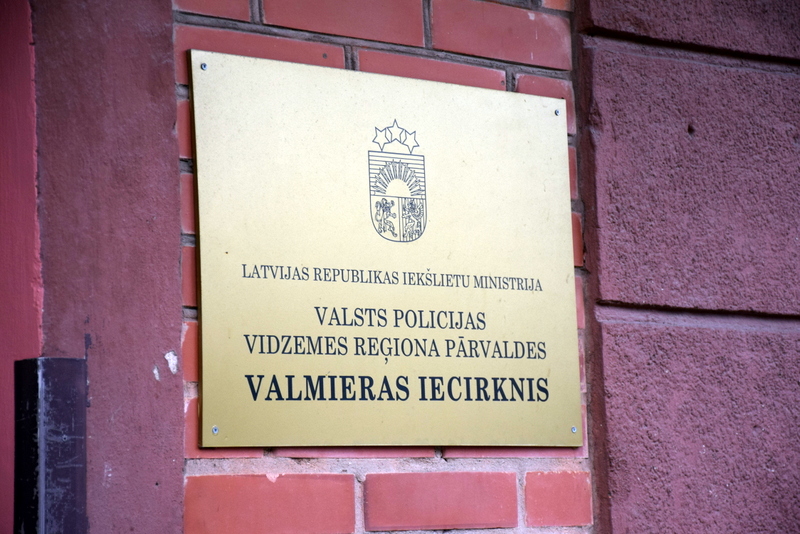 LATVIJAS REPUBLIKAS IEKŠLIETU MINISTRIJA
VALSTS POLICIJAS
VIDZEMES REĢIONA PĀRVALDES
VALMIERAS IECIRKNIS